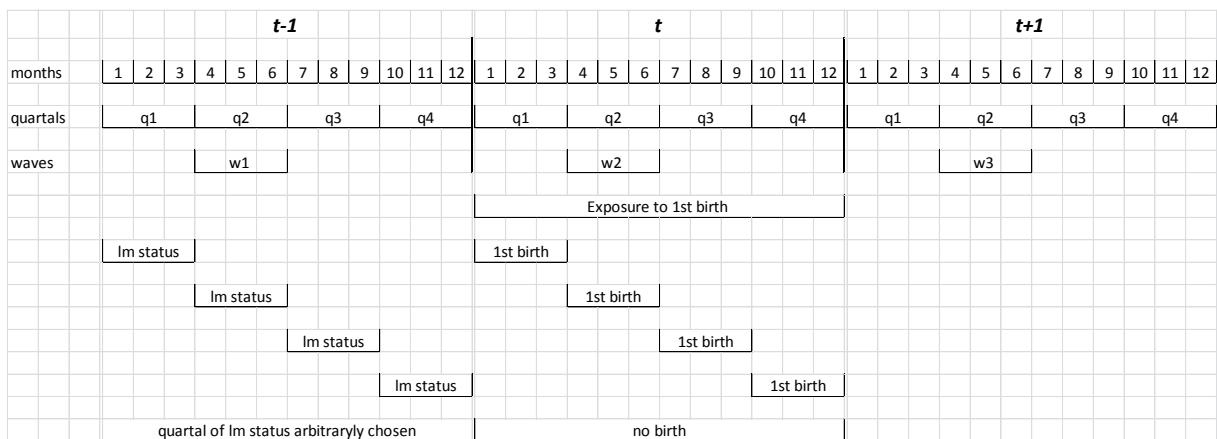 t-1 t t+1
months 1 2 3 4 5 6 7 8 9 10 11 12 1 2 3 4 5 6 7 8 9 10 11 12 1 2 3 4 5 6 7 8 9 10 11 12
quartals q1 q2 q3 q4 q1 q2 q3 q4 q1 q2 q3 q4
waves w1 w2 w3
Exposure to 1st birth
lm status 1st birth
lm status 1st birth
lm status 1st birth
lm status 1st birth
quartal of lm status arbitraryly chosen no birth